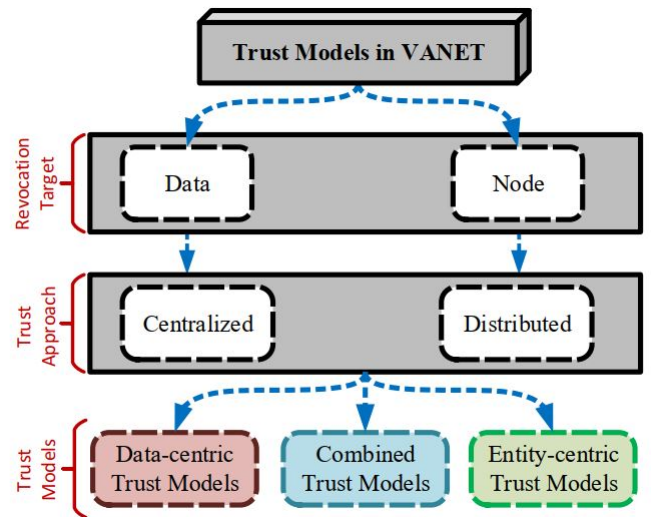 Trust Models in VANET
Revocation
Target
Data
Node
Trust
Approach
Centralized
Distributed
Trust
Models
Data-centric
Trust Models
Combined
Trust Models
Entity-centric
Trust Models